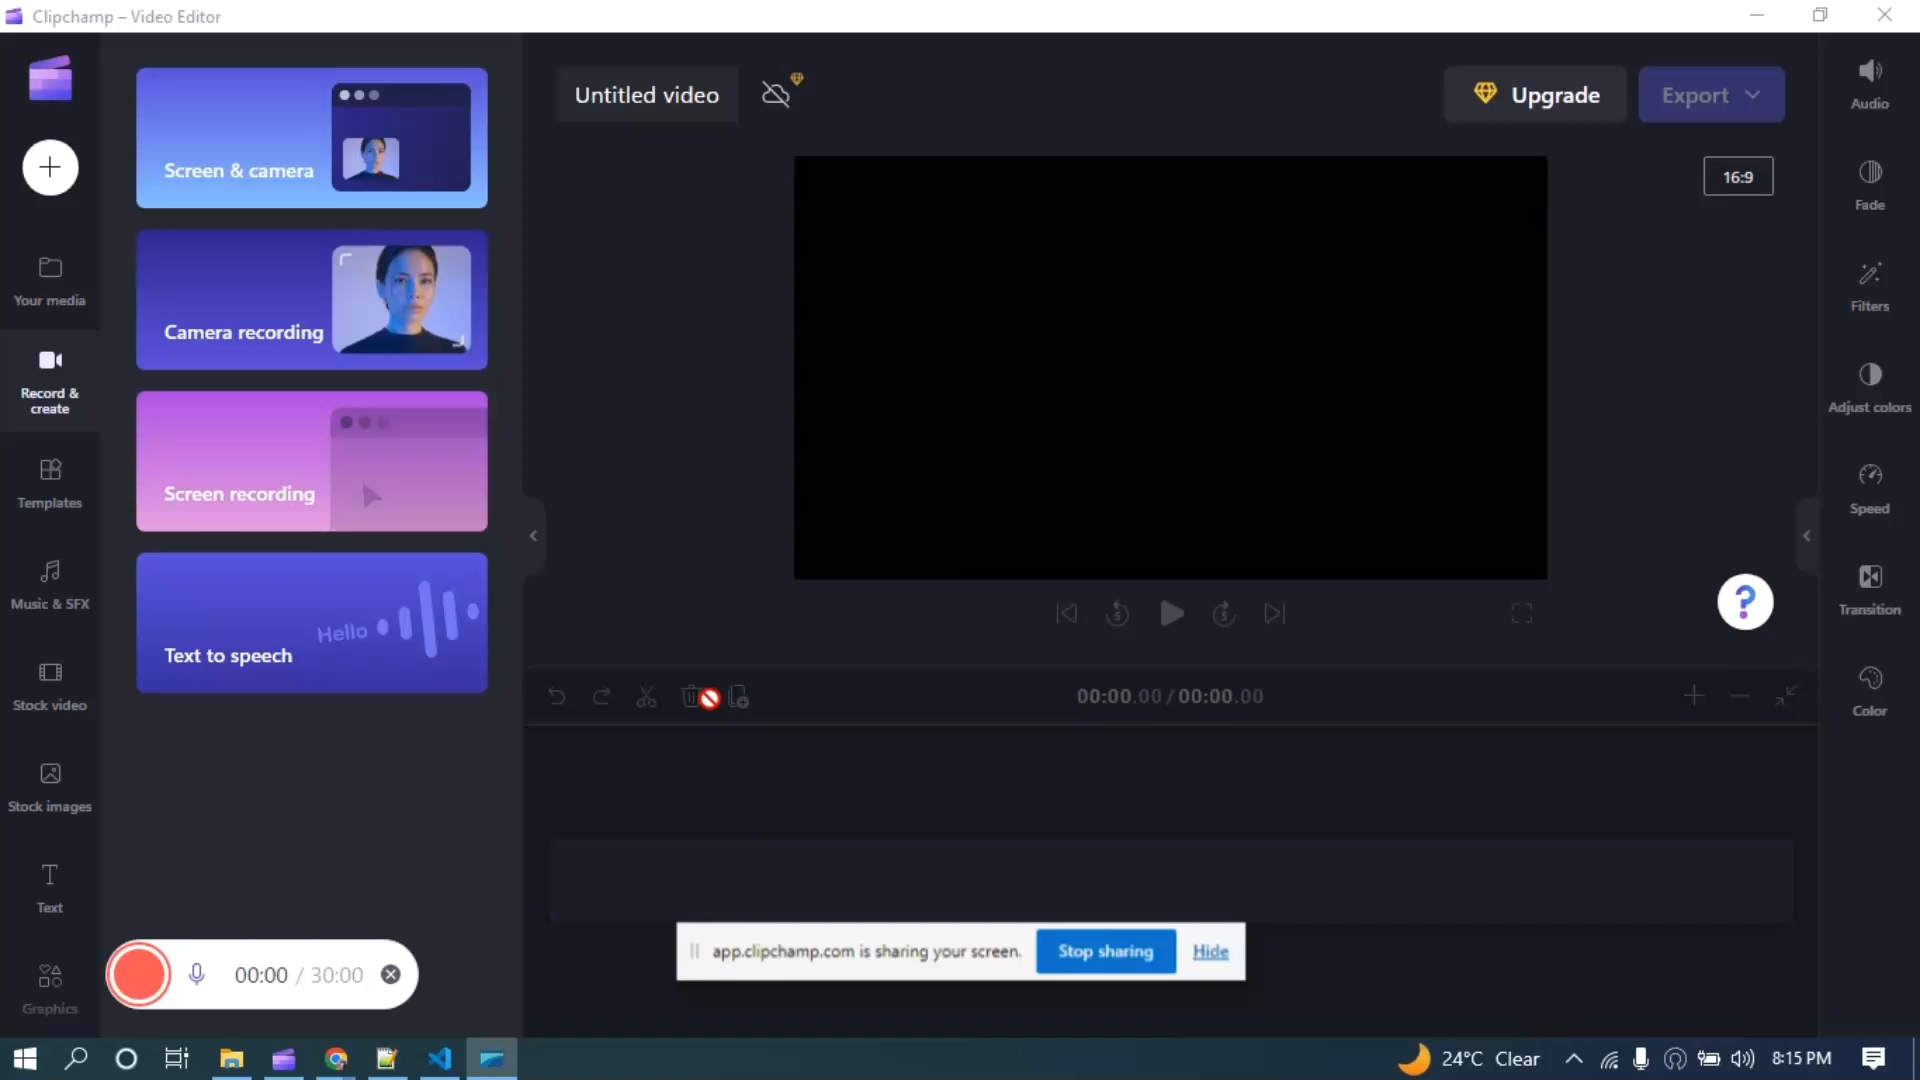 Clipchamp – Video Editor
Your media
Record &
create
Templates
Music & SFX
Stock video
Stock images
Text
Graphics
Screen & camera
Camera recording
Screen recording
Hello
Text to speech
00:00 / 30:00
Untitled video
Upgrade
Export
16:9
5
5
?
00:00.00 / 00:00.00
app.clipchamp.com is sharing your screen.
Stop sharing
Hide
Audio
Fade
Filters
Adjust colors
Speed
Transition
Color
24°C Clear
8:15 PM